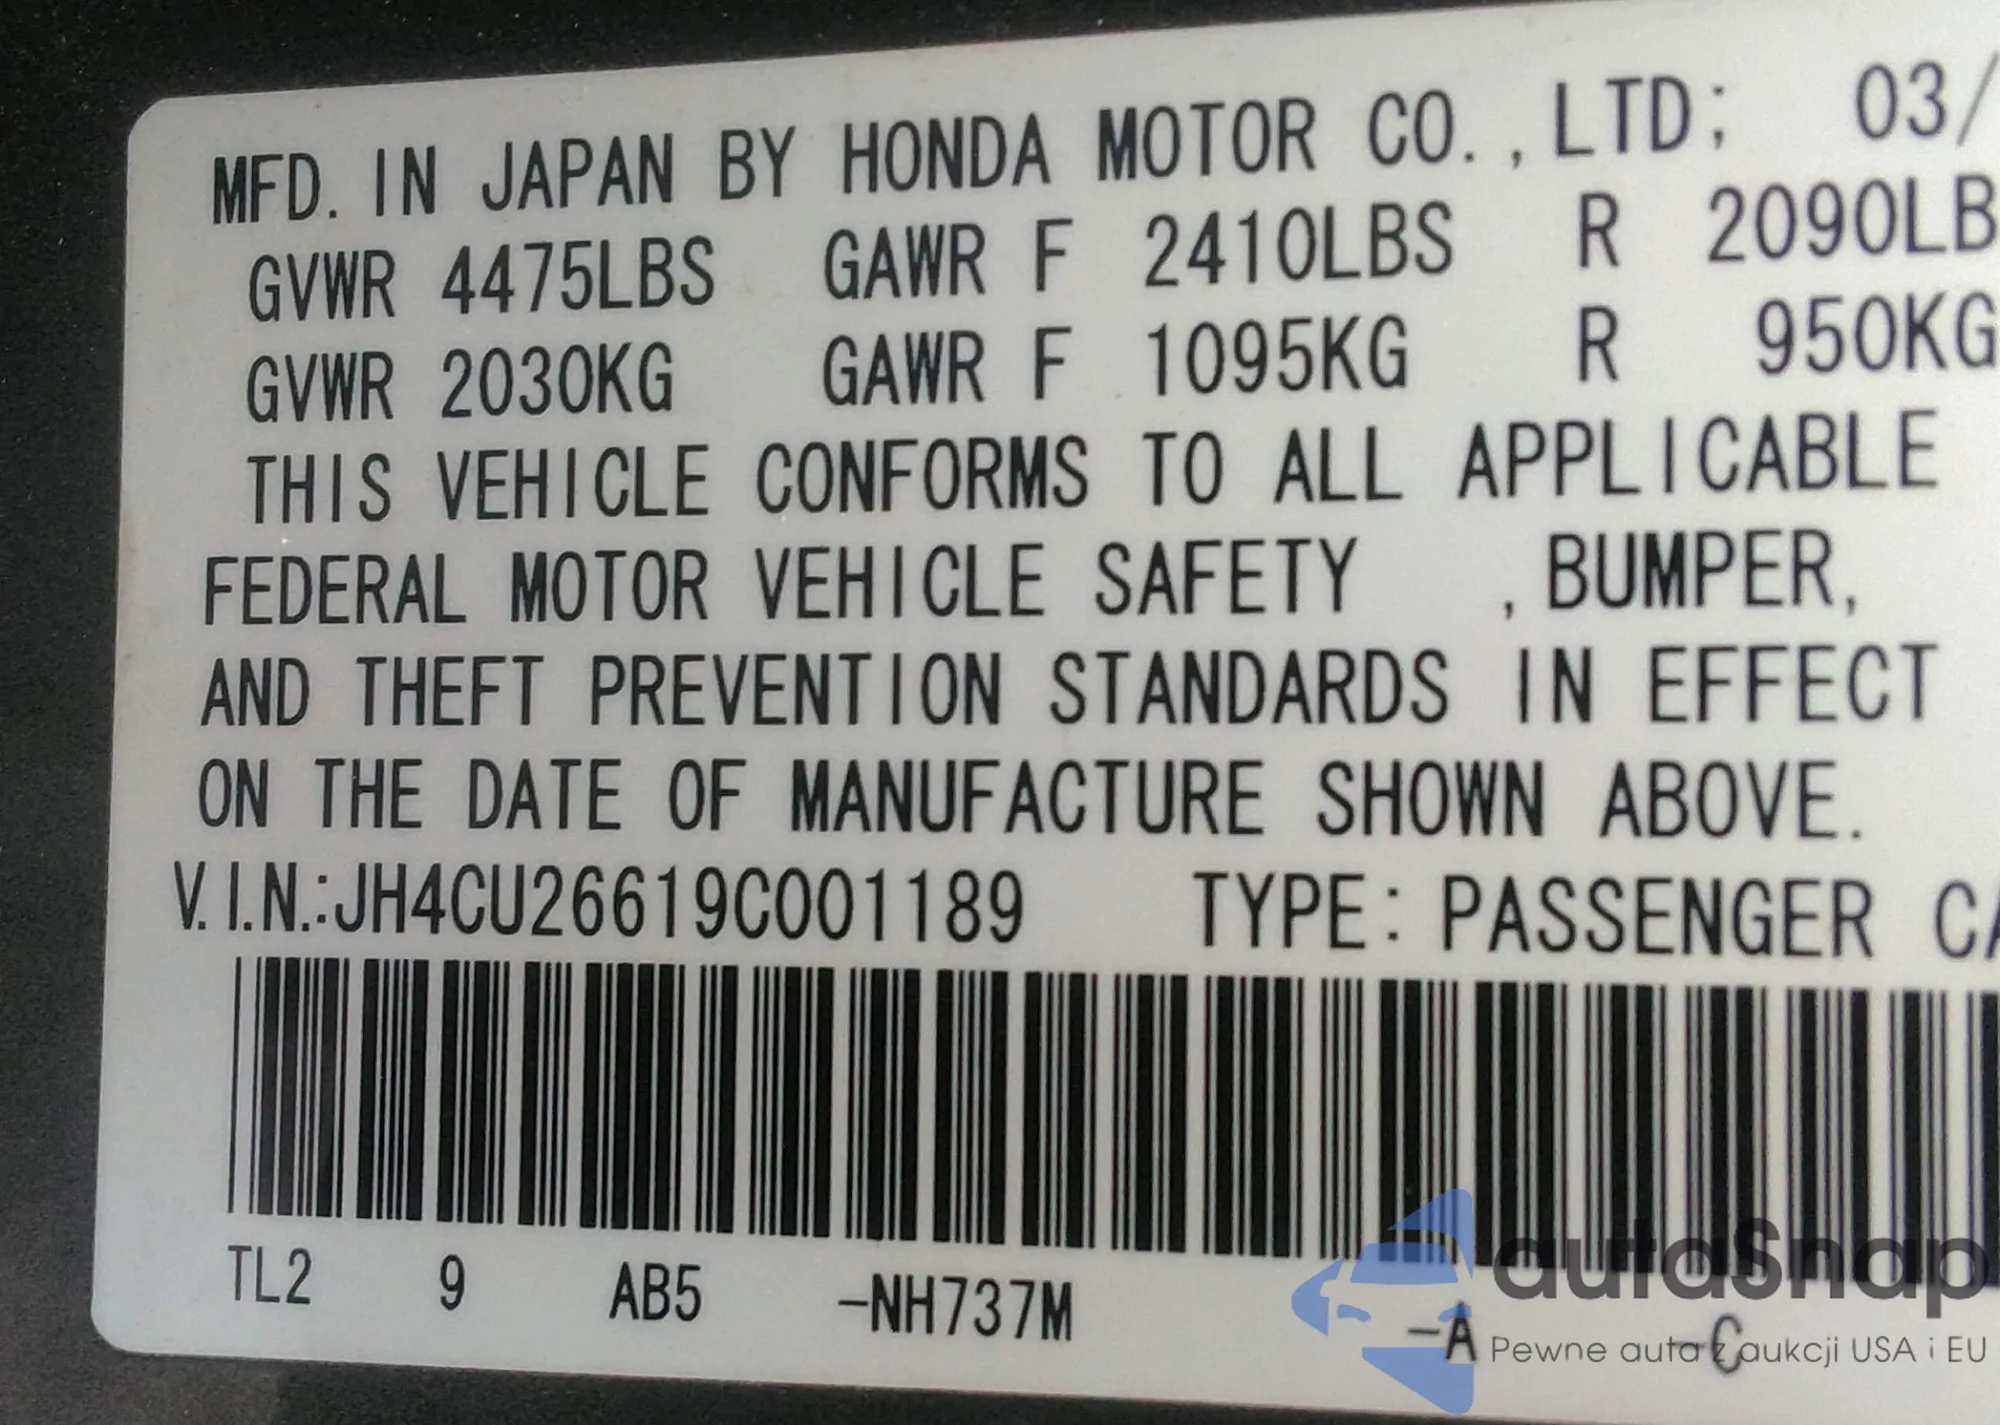 MFD. IN JAPAN BY HONDA MOTOR CO.,LTD; 03/
GVWR 4475LBS GAWR F 2410LBS R 2090LB
GVWR 2030KG GAWR F 1095KG R 950KG
THIS VEHICLE CONFORMS TO ALL APPLICABLE
FEDERAL MOTOR VEHICLE SAFETY ,BUMPER,
AND THEFT PREVENTION STANDARDS IN EFFECT
ON THE DATE OF MANUFACTURE SHOWN ABOVE.
V.I.N.:JH4CU26619C001189 TYPE:PASSENGER CA
TL2 9 AB5 -NH737M -A -C
autaSnap
Pewne auta z aukcji USA i EU